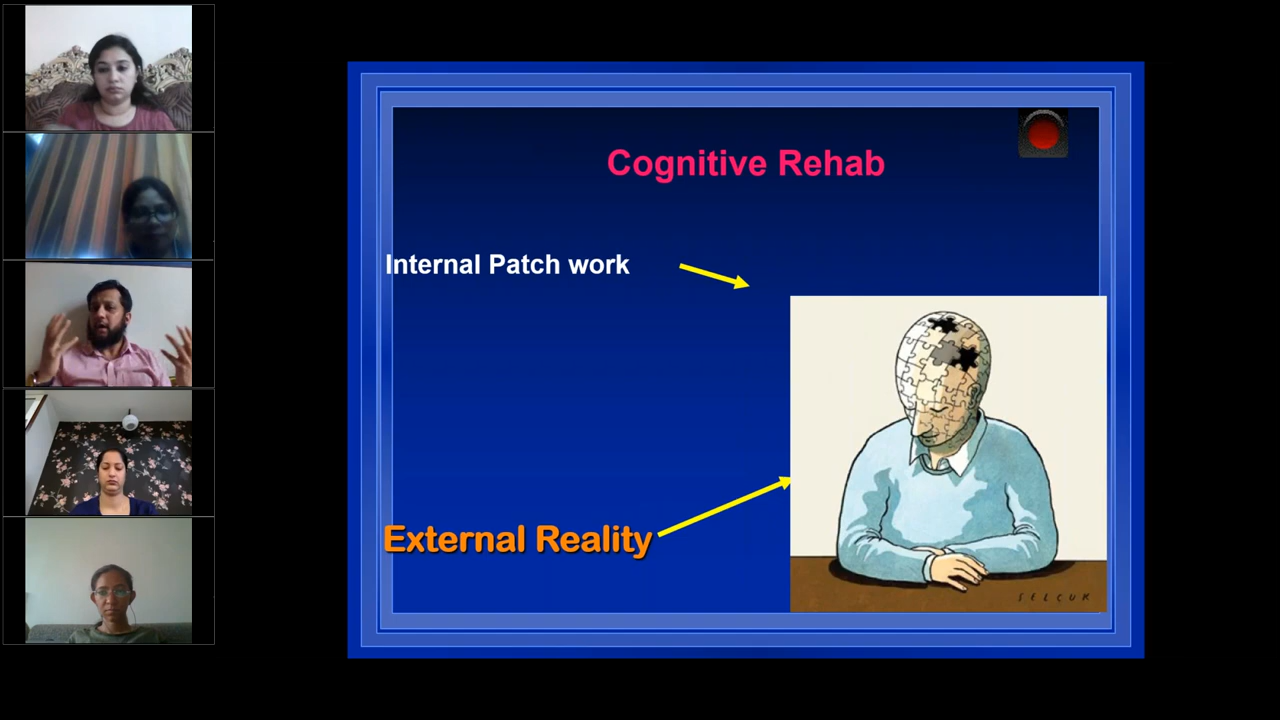 Cognitive Rehab
Internal Patch work
External Reality
SELCUK